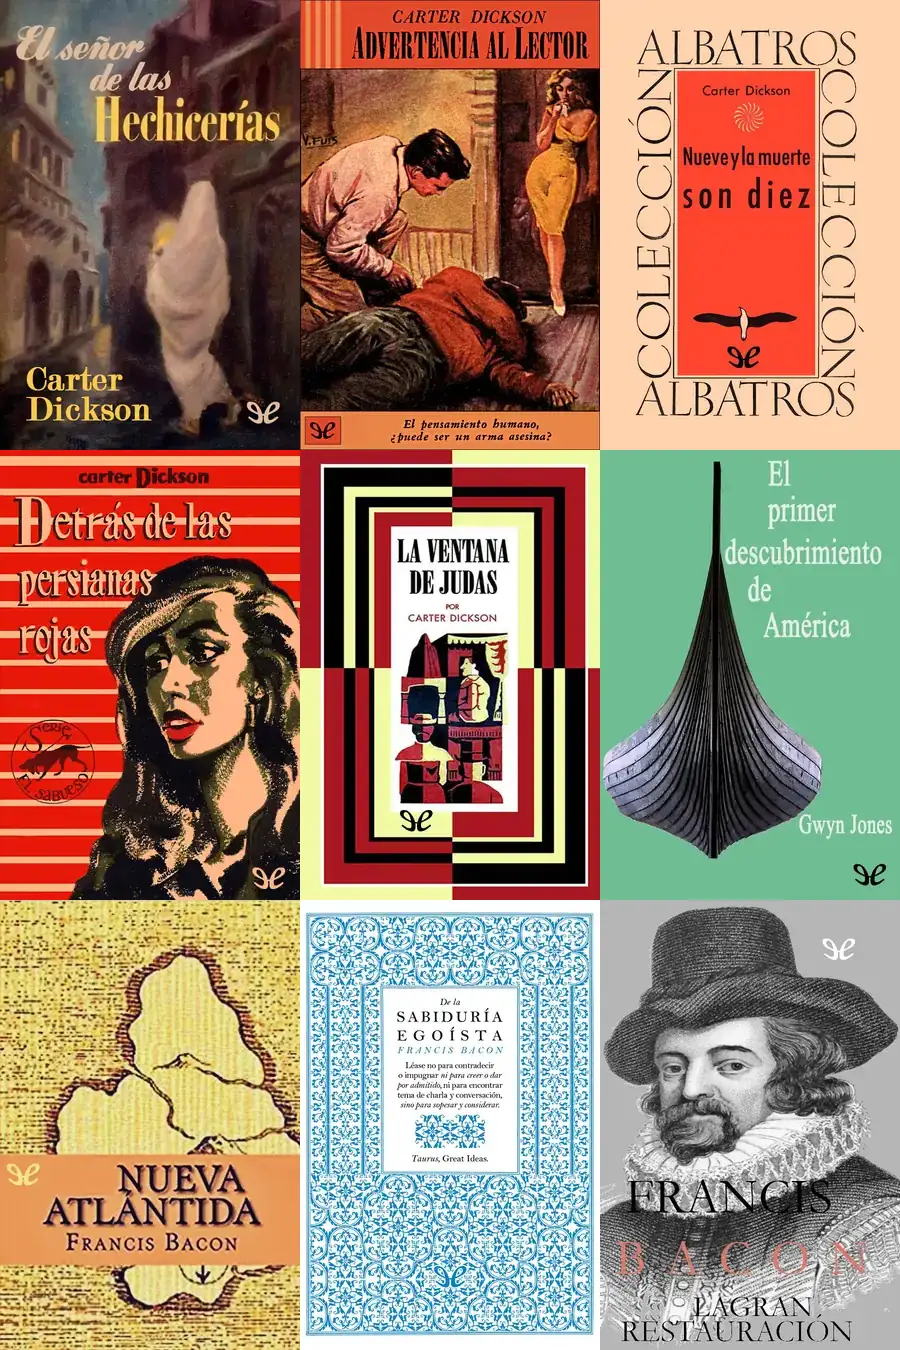 El señor
de las
Hechicerías
Carter
Dickson
CARTER DICKSON
ADVERTENCIA AL LECTOR
V. FUIS
El pensamiento humano,
¿puede ser un arma asesina?
ALBATROS
COLECCIÓN
COLECCIÓN
Carter Dickson
Nueve y la muerte
son diez
ALBATROS
carter Dickson
Detrás de las
persianas
rojas
SERIE
EL SABUESO
LA VENTANA
DE JUDAS
POR
CARTER DICKSON
El
primer
descubrimiento
de
América
Gwyn Jones
NUEVA
ATLÁNTIDA
FRANCIS BACON
De la
SABIDURÍA
EGOÍSTA
FRANCIS BACON
Léase no para contradecir
o impugnar ni para creer o dar
por admitido, ni para encontrar
tema de charla y conversación,
sino para sopesar y considerar.
Taurus, Great Ideas.
FRANCIS
BACON
LA GRAN
RESTAURACIÓN